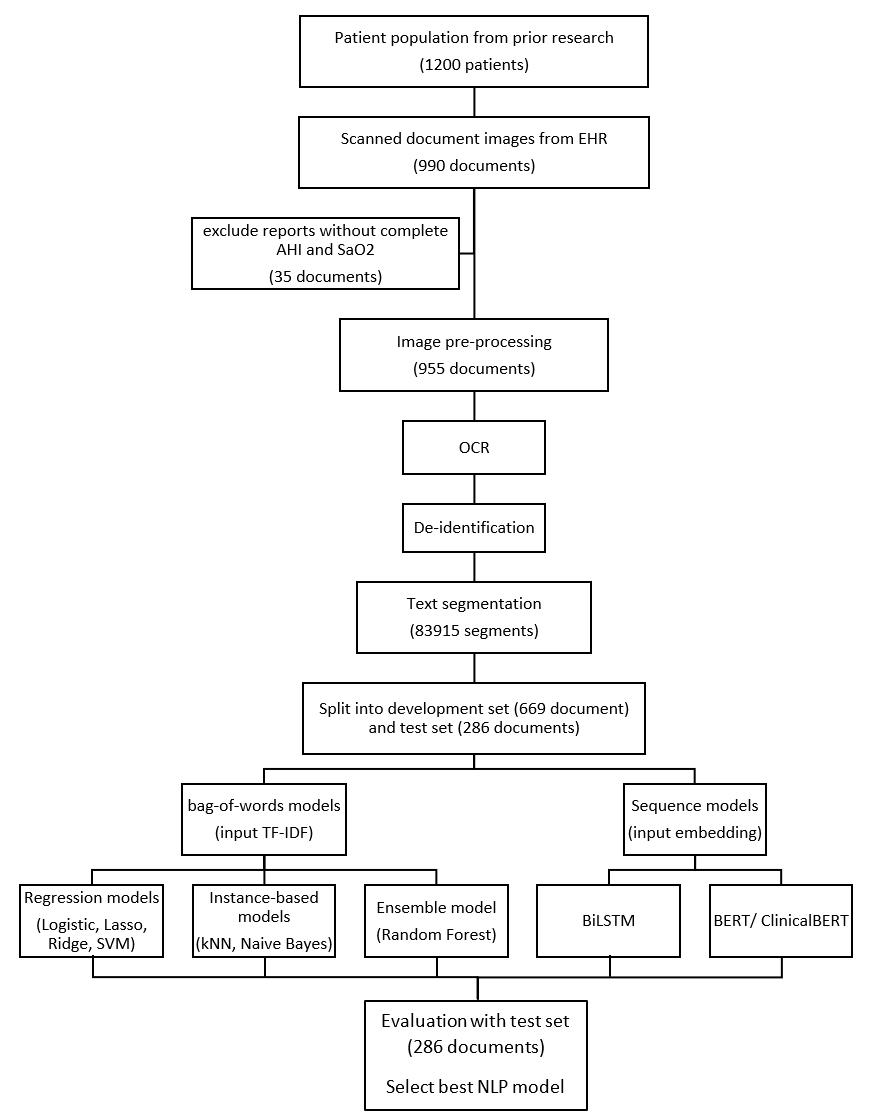 Patient population from prior research
(1200 patients)
Scanned document images from EHR
(990 documents)
exclude reports without complete
AHI and SaO2
(35 documents)
Image pre-processing
(955 documents)
OCR
De-identification
Text segmentation
(83915 segments)
Split into development set (669 document)
and test set (286 documents)
bag-of-words models
(input TF-IDF)
Sequence models
(input embedding)
Regression models
(Logistic, Lasso,
Ridge, SVM)
Instance-based
models
(kNN, Naive Bayes)
Ensemble model
(Random Forest)
BiLSTM
BERT/ ClinicalBERT
Evaluation with test set
(286 documents)
Select best NLP model